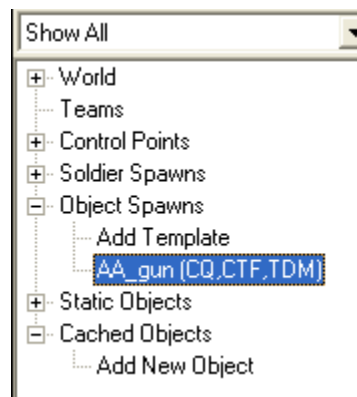 Show All
World
Teams
Control Points
Soldier Spawns
Object Spawns
Add Template
AA_gun (CQ,CTF,TDM)
Static Objects
Cached Objects
Add New Object